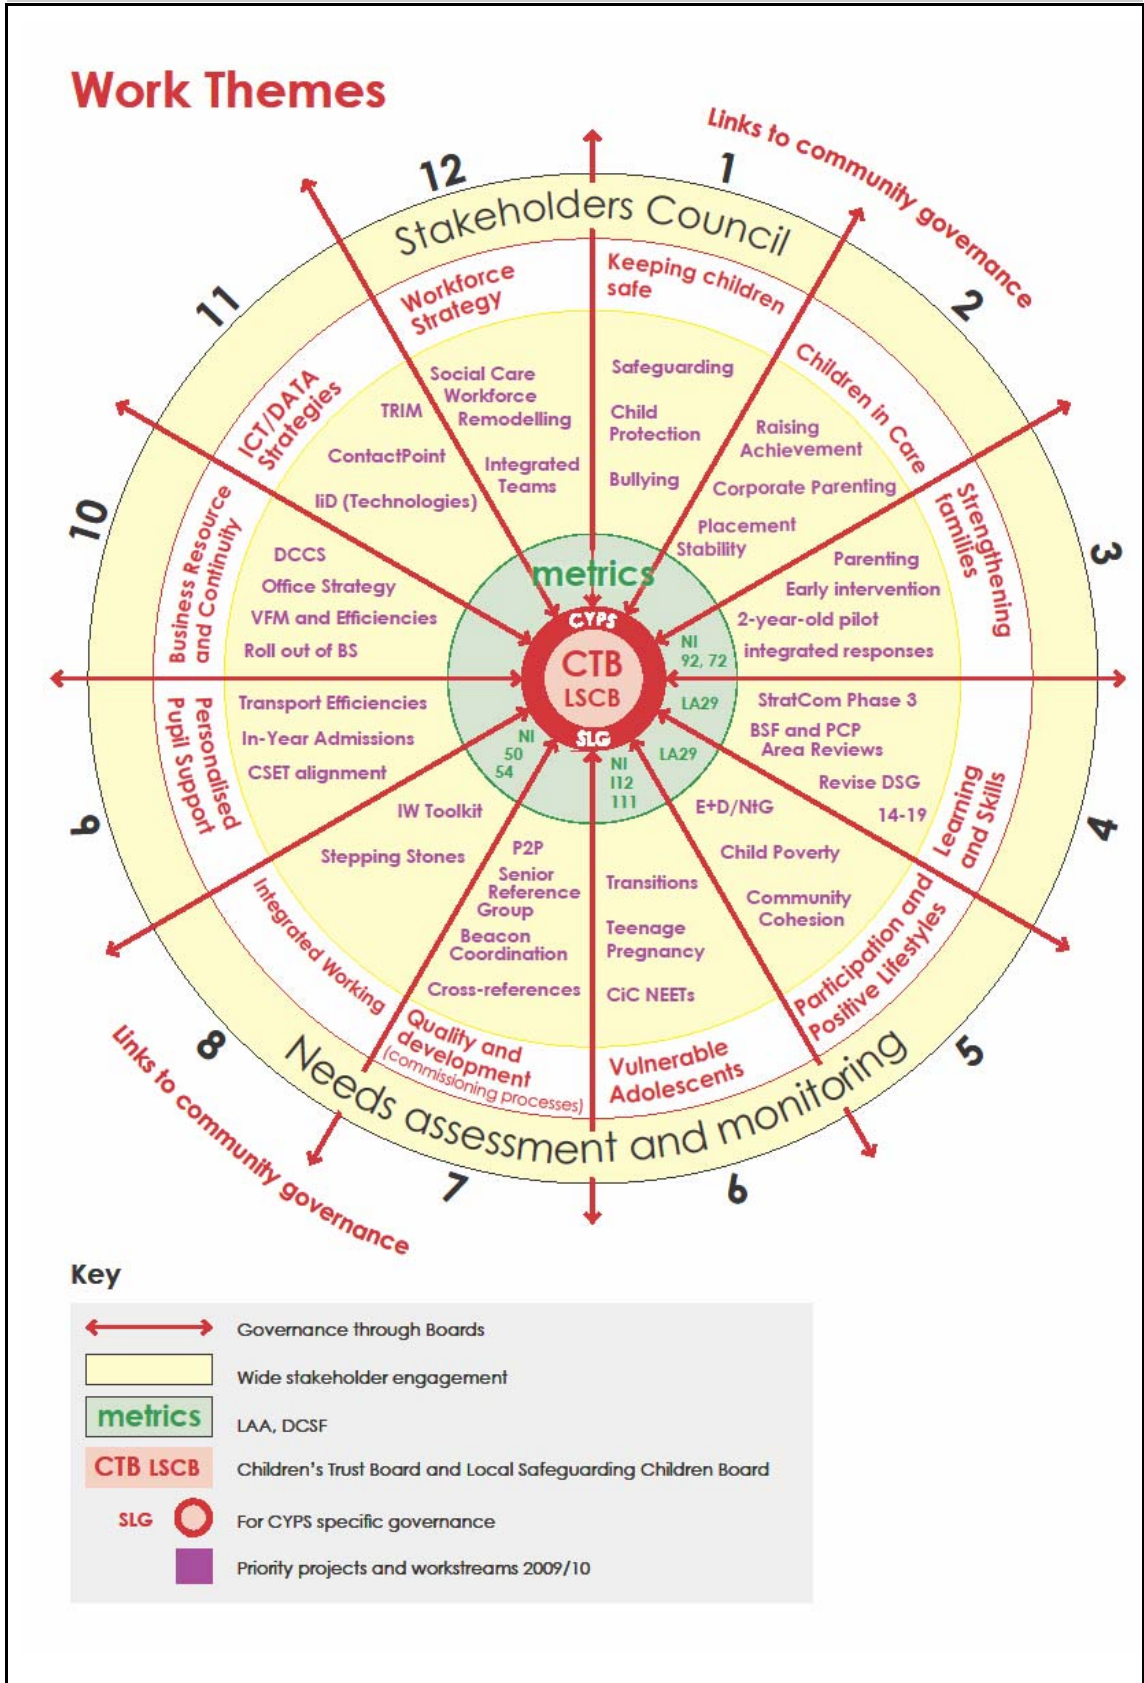 Work Themes
Links to community governance
12
1
2
3
4
5
6
7
8
9
10
11
Stakeholders Council
Keeping children
safe
Safeguarding
Child
Protection
Bullying
Children in Care
Raising
Achievement
Corporate Parenting
Placement
Stability
Strengthening
families
Parenting
Early intervention
2-year-old pilot
integrated responses
Learning
and Skills
StratCom Phase 3
BSF and PCP
Area Reviews
Revise DSG
14-19
Participation and
Positive Lifestyles
E+D/NtG
Child Poverty
Community
Cohesion
Vulnerable
Adolescents
Transitions
Teenage
Pregnancy
CiC NEETs
Quality and
development
(commissioning processes)
P2P
Senior
Reference
Group
Beacon
Coordination
Cross-references
Integrated Working
IW Toolkit
Stepping Stones
Personalised
Pupil Support
Transport Efficiencies
In-Year Admissions
CSET alignment
Business Resource
and Continuity
DCCS
Office Strategy
VFM and Efficiencies
Roll out of BS
ICT/DATA
Strategies
TRIM
ContactPoint
IiD (Technologies)
Workforce
Strategy
Social Care
Workforce
Remodelling
Integrated
Teams
metrics
CYPS
CTB
LSCB
SLG
NI
92, 72
LA29
LA29
NI
112
111
NI
50
54
Needs assessment and monitoring
Links to community governance
Key
Governance through Boards
Wide stakeholder engagement
metrics LAA, DCSF
CTB LSCB Children's Trust Board and Local Safeguarding Children Board
SLG For CYPS specific governance
Priority projects and workstreams 2009/10